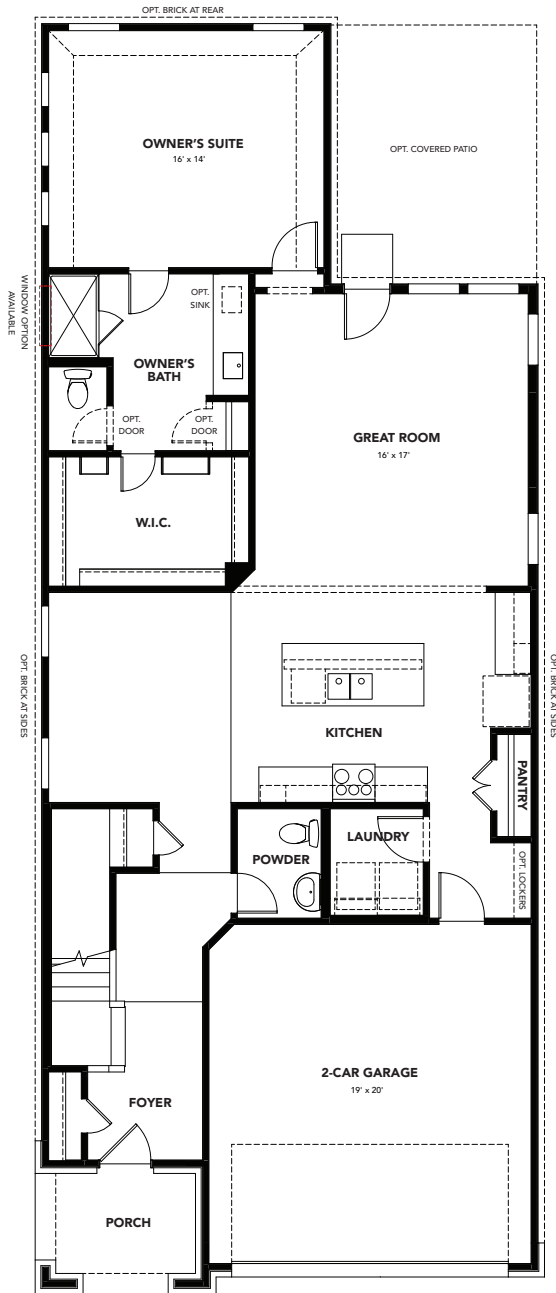 OPT. BRICK AT REAR
OWNER'S SUITE
16' x 14'
OPT. COVERED PATIO
WINDOW OPTION
AVAILABLE
OPT.
SINK
OWNER'S
BATH
OPT.
DOOR
OPT.
DOOR
GREAT ROOM
16' x 17'
W.I.C.
OPT. BRICK AT SIDES
OPT. BRICK AT SIDES
KITCHEN
PANTRY
LAUNDRY
POWDER
OPT. LOCKERS
2-CAR GARAGE
19' x 20'
FOYER
PORCH